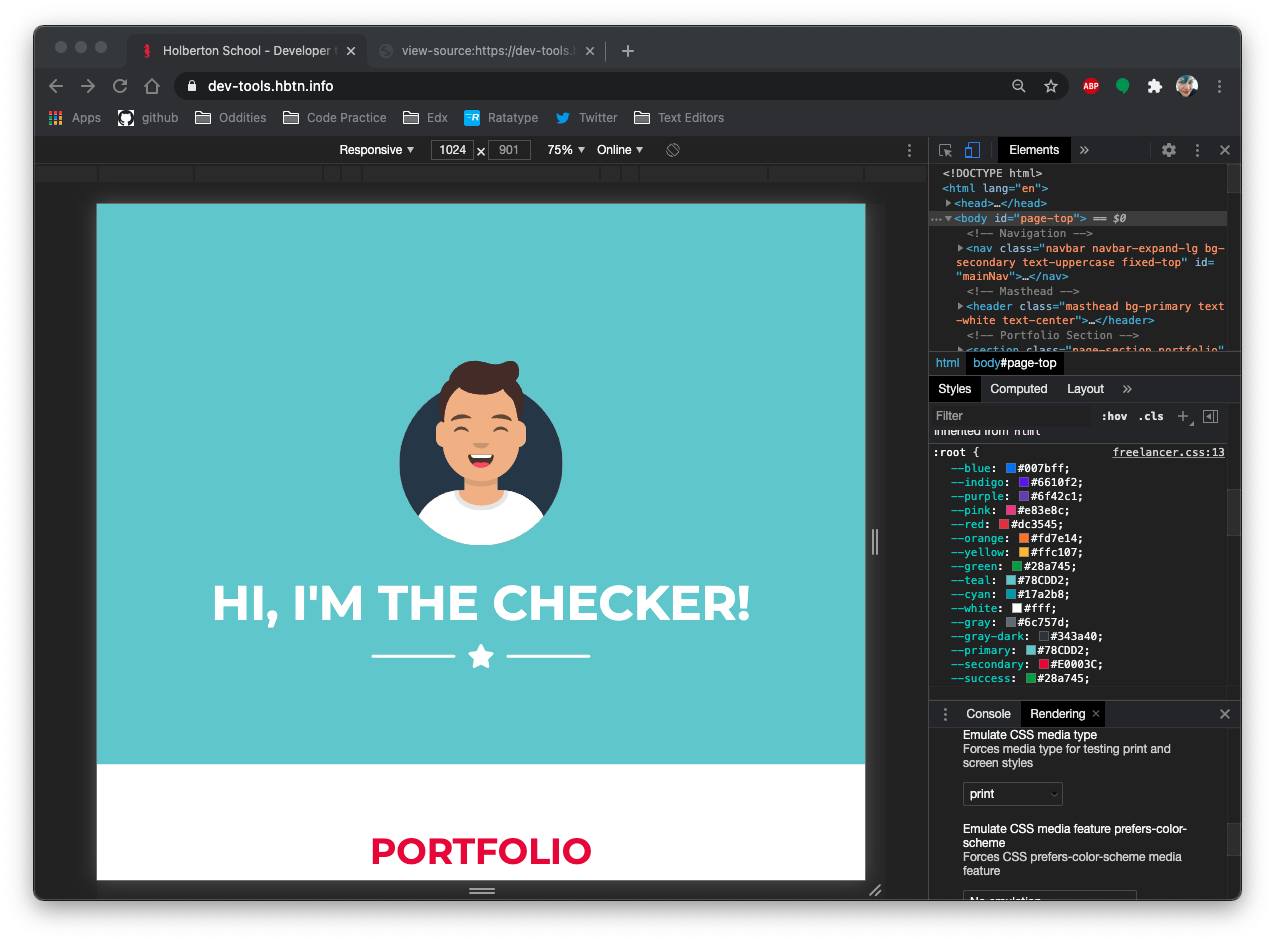 Holberton School - Developer t
view-source:https://dev-tools.h
dev-tools.hbtn.info
ABP
Apps
github
Oddities
Code Practice
Edx
Ratatype
Twitter
Text Editors
Responsive ▼ 1024 × 901 75% ▼ Online ▼
Elements »
<!DOCTYPE html>
<html lang="en">
▶<head>…</head>
…▼<body id="page-top"> == $0
<!-- Navigation -->
▶<nav class="navbar navbar-expand-lg bg-
secondary text-uppercase fixed-top" id=
"mainNav">…</nav>
<!-- Masthead -->
▶<header class="masthead bg-primary text
-white text-center">…</header>
<!-- Portfolio Section -->
▶<section class="page-section portfolio"
html body#page-top
Styles Computed Layout »
Filter :hov .cls +
Inherited from html
:root { freelancer.css:13
--blue: #007bff;
--indigo: #6610f2;
--purple: #6f42c1;
--pink: #e83e8c;
--red: #dc3545;
--orange: #fd7e14;
--yellow: #ffc107;
--green: #28a745;
--teal: #78CDD2;
--cyan: #17a2b8;
--white: #fff;
--gray: #6c757d;
--gray-dark: #343a40;
--primary: #78CDD2;
--secondary: #E0003C;
--success: #28a745;
Console Rendering ×
Emulate CSS media type
Forces media type for testing print and
screen styles
print
Emulate CSS media feature prefers-color-
scheme
Forces CSS prefers-color-scheme media
feature
No emulation
HI, I'M THE CHECKER!
PORTFOLIO